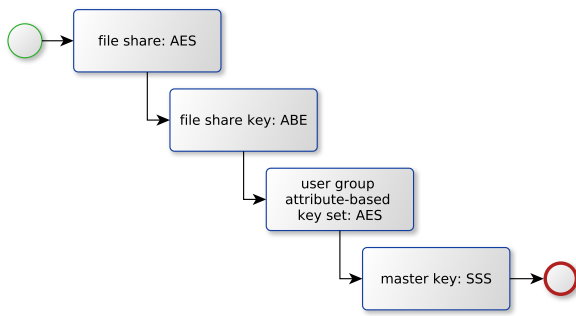 file share: AES
file share key: ABE
user group
attribute-based
key set: AES
master key: SSS